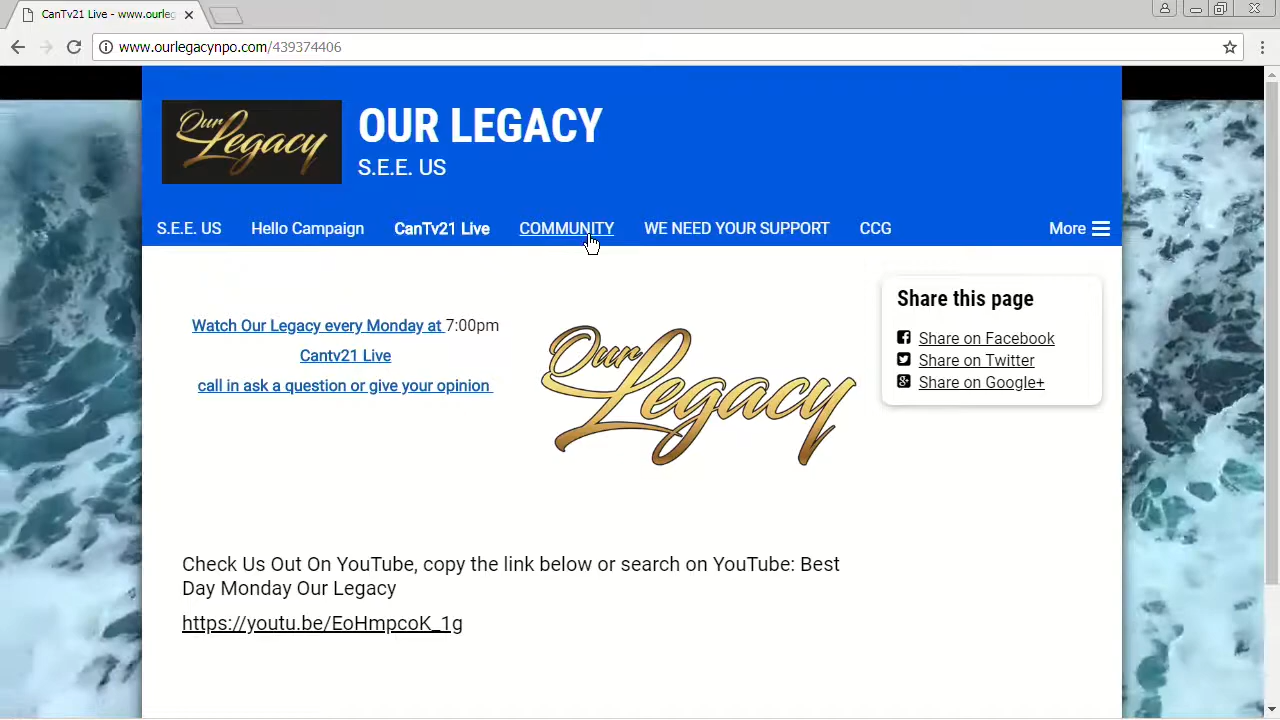 CanTv21 Live - www.ourleg
www.ourlegacynpo.com/439374406
Our Legacy
OUR LEGACY
S.E.E. US
S.E.E. US Hello Campaign CanTv21 Live COMMUNITY WE NEED YOUR SUPPORT CCG More
Watch Our Legacy every Monday at 7:00pm
Cantv21 Live
call in ask a question or give your opinion
Our Legacy
Share this page
Share on Facebook
Share on Twitter
Share on Google+
Check Us Out On YouTube, copy the link below or search on YouTube: Best
Day Monday Our Legacy
https://youtu.be/EoHmpcoK_1g